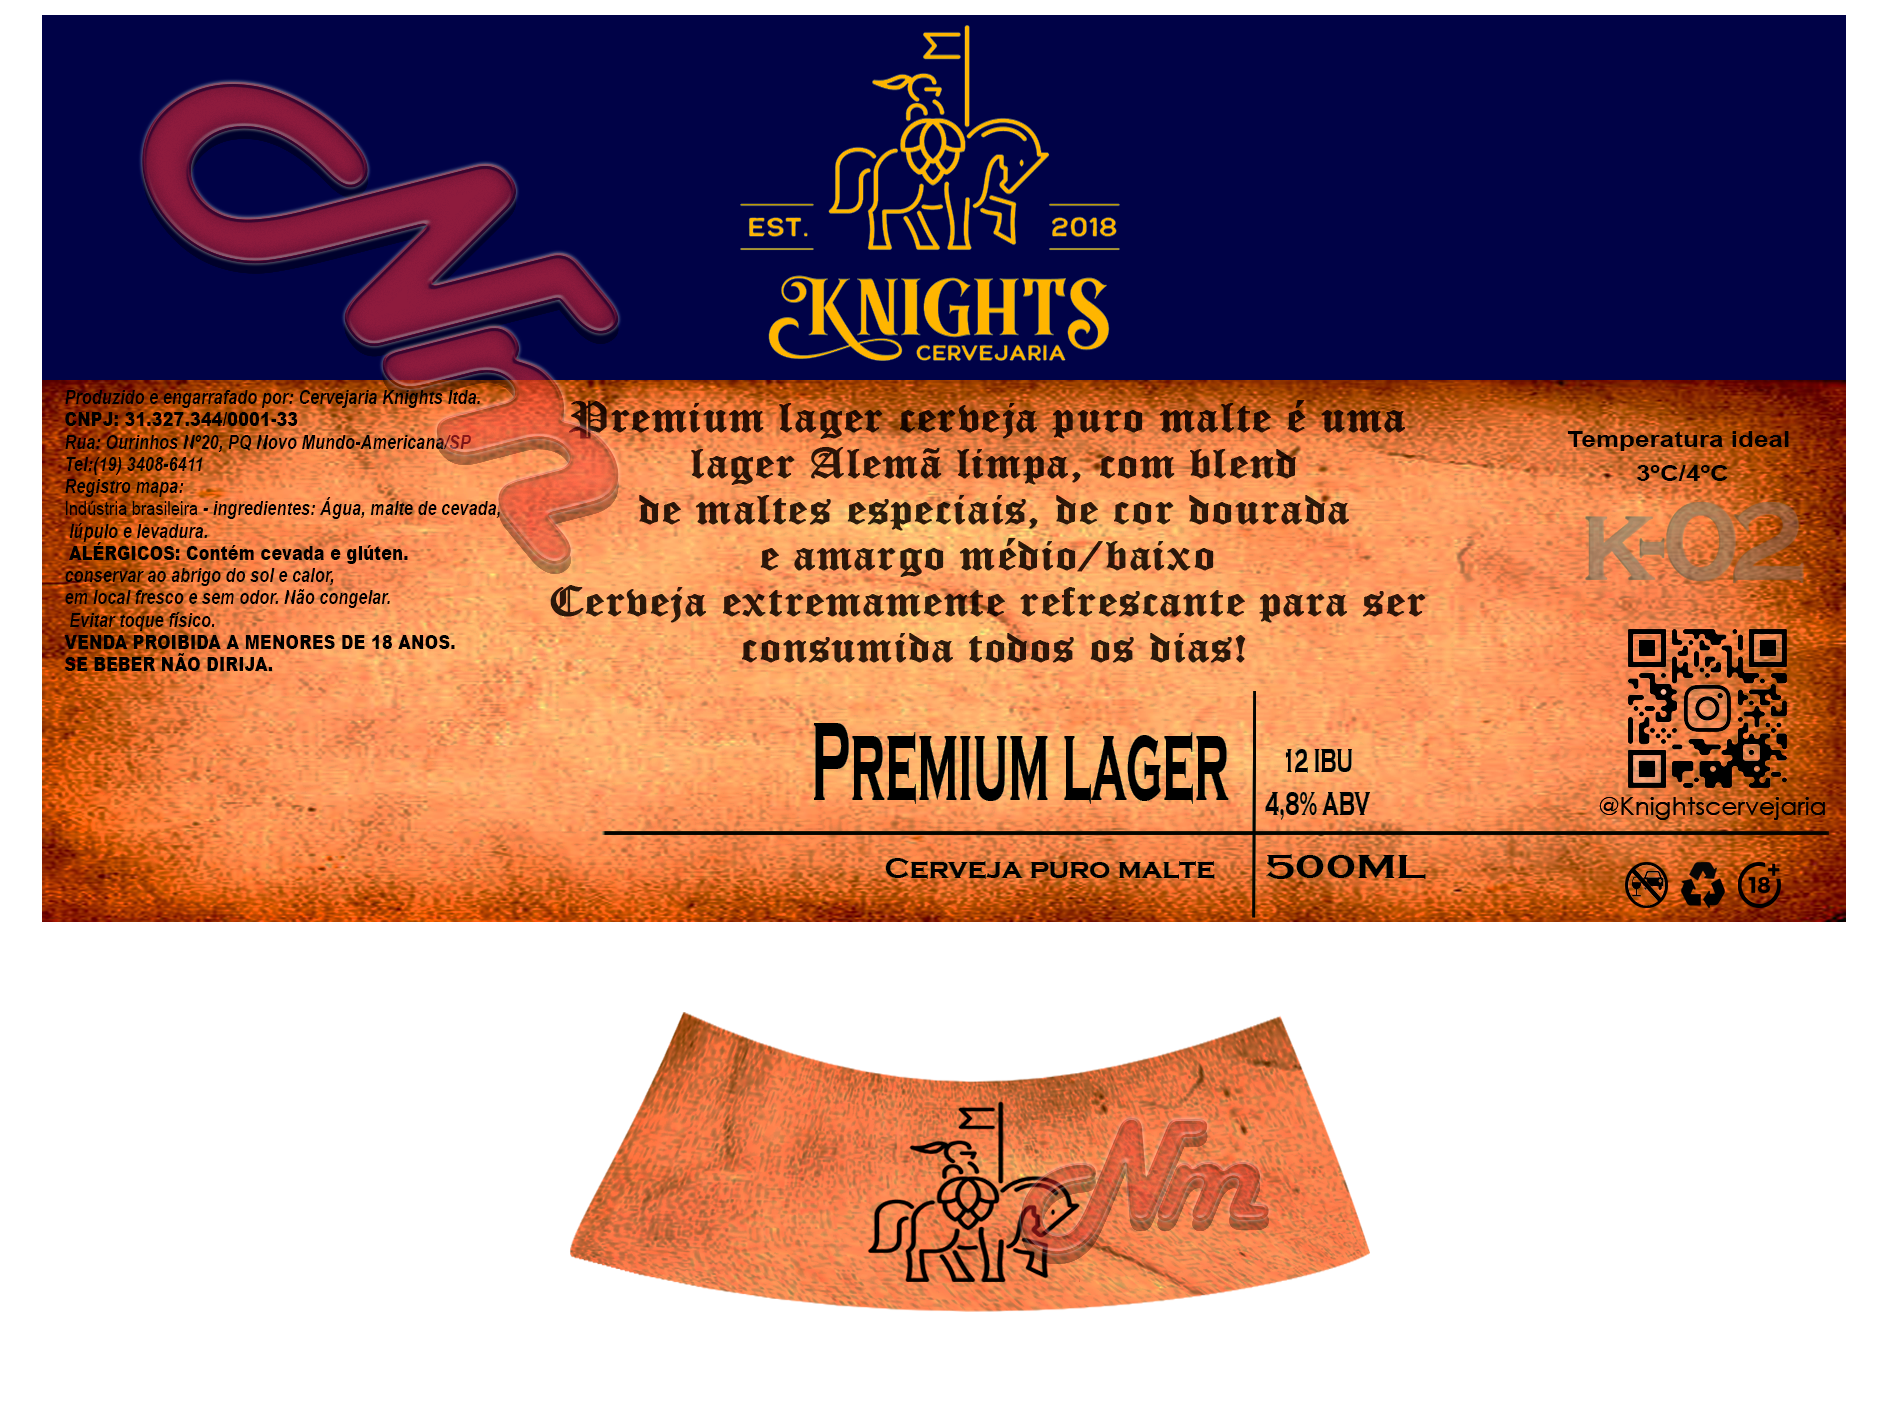 EST.
2018
KNIGHTS
CERVEJARIA
Produzido e engarrafado por: Cervejaria Knights ltda.
CNPJ: 31.327.344/0001-33
Rua: Ourinhos Nº20, PQ Novo Mundo-Americana/SP
Tel:(19) 3408-6411
Registro mapa:
Indústria brasileira - ingredientes: Água, malte de cevada,
lúpulo e levadura.
ALÉRGICOS: Contém cevada e glúten.
conservar ao abrigo do sol e calor,
em local fresco e sem odor. Não congelar.
Evitar toque físico.
VENDA PROIBIDA A MENORES DE 18 ANOS.
SE BEBER NÃO DIRIJA.
Premium lager cerveja puro malte é uma
lager Alemã limpa, com blend
de maltes especiais, de cor dourada
e amargo médio/baixo
Cerveja extremamente refrescante para ser
consumida todos os dias!
Temperatura ideal
3ºC/4ºC
K-02
@Knightscervejaria
PREMIUM LAGER
12 IBU
4,8% ABV
CERVEJA PURO MALTE
500ML
18+
Nm
Nm